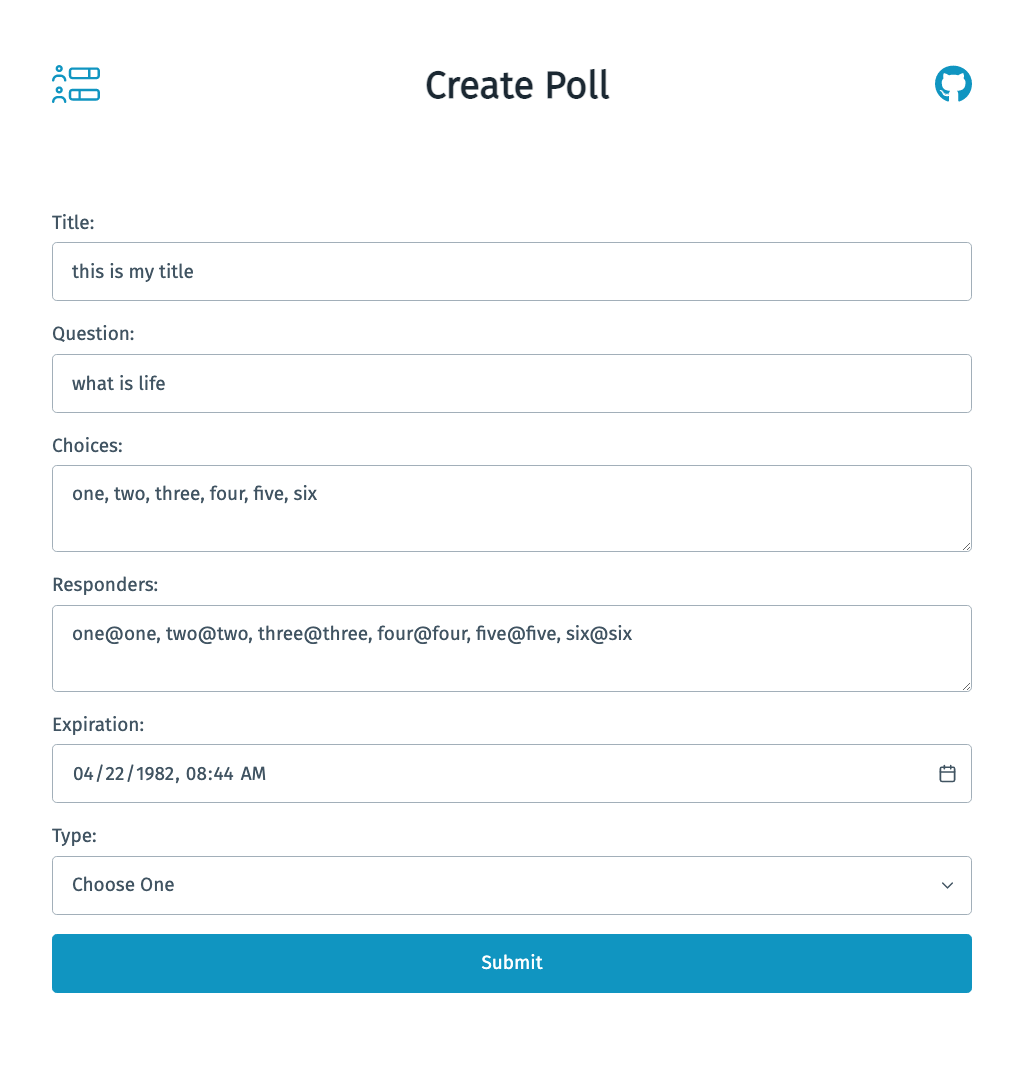 Create Poll
Title:
this is my title
Question:
what is life
Choices:
one, two, three, four, five, six
Responders:
one@one, two@two, three@three, four@four, five@five, six@six
Expiration:
04/22/1982, 08:44 AM
Type:
Choose One
Submit